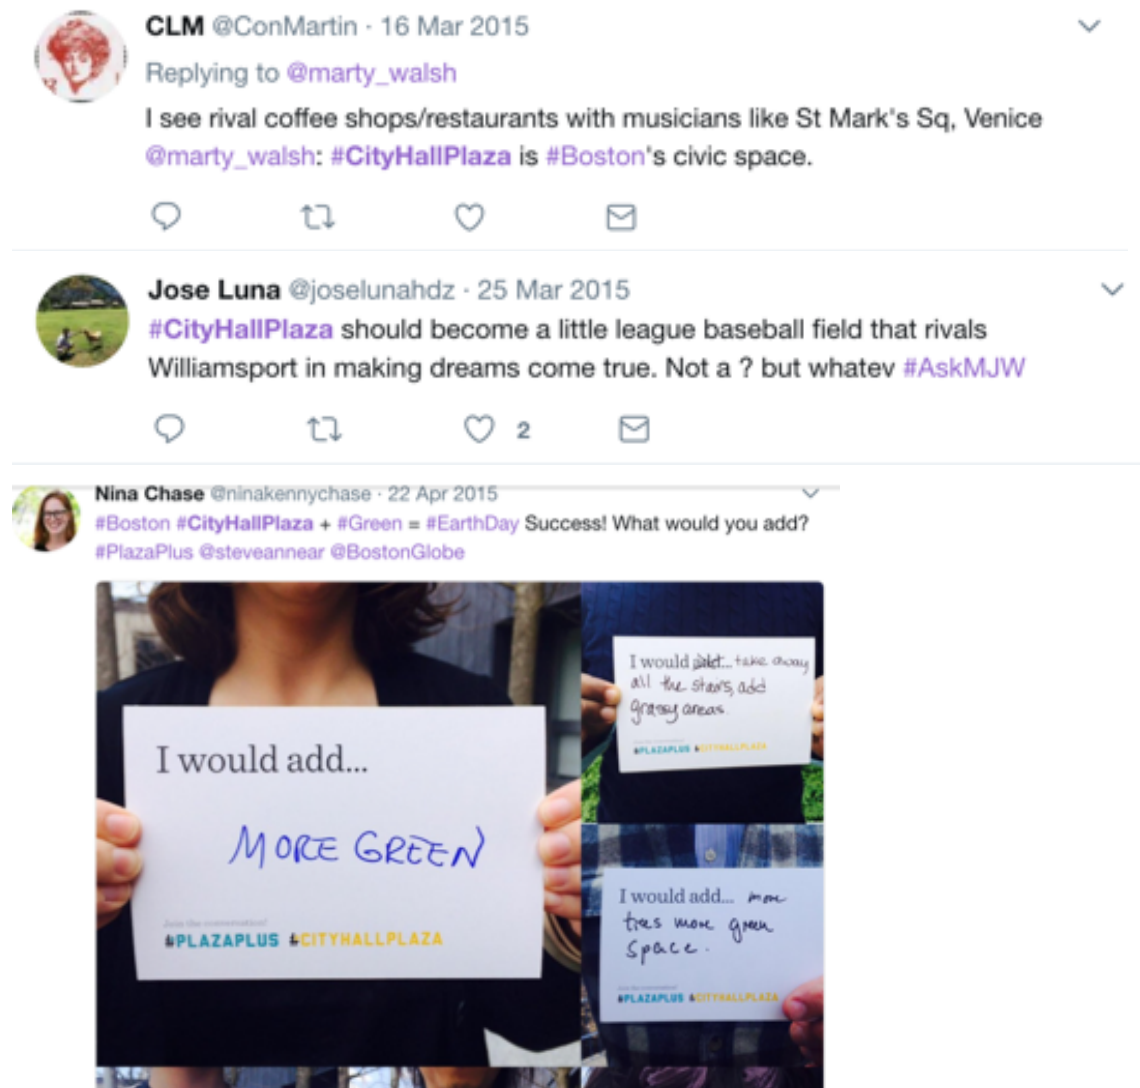 CLM @ConMartin · 16 Mar 2015
Replying to @marty_walsh
I see rival coffee shops/restaurants with musicians like St Mark's Sq, Venice
@marty_walsh: #CityHallPlaza is #Boston's civic space.
Jose Luna @joselunahdz · 25 Mar 2015
#CityHallPlaza should become a little league baseball field that rivals
Williamsport in making dreams come true. Not a ? but whatev #AskMJW
2
Nina Chase @ninakennychase · 22 Apr 2015
#Boston #CityHallPlaza + #Green = #EarthDay Success! What would you add?
#PlazaPlus @steveannear @BostonGlobe
I would add...
MORE GREEN
Join the conversation!
#PLAZAPLUS &CITYHALLPLAZA
I would add... take away
all the stairs, add
grassy areas.
#PLAZAPLUS &CITYHALLPLAZA
I would add... more
trees more green
space.
#PLAZAPLUS &CITYHALLPLAZA